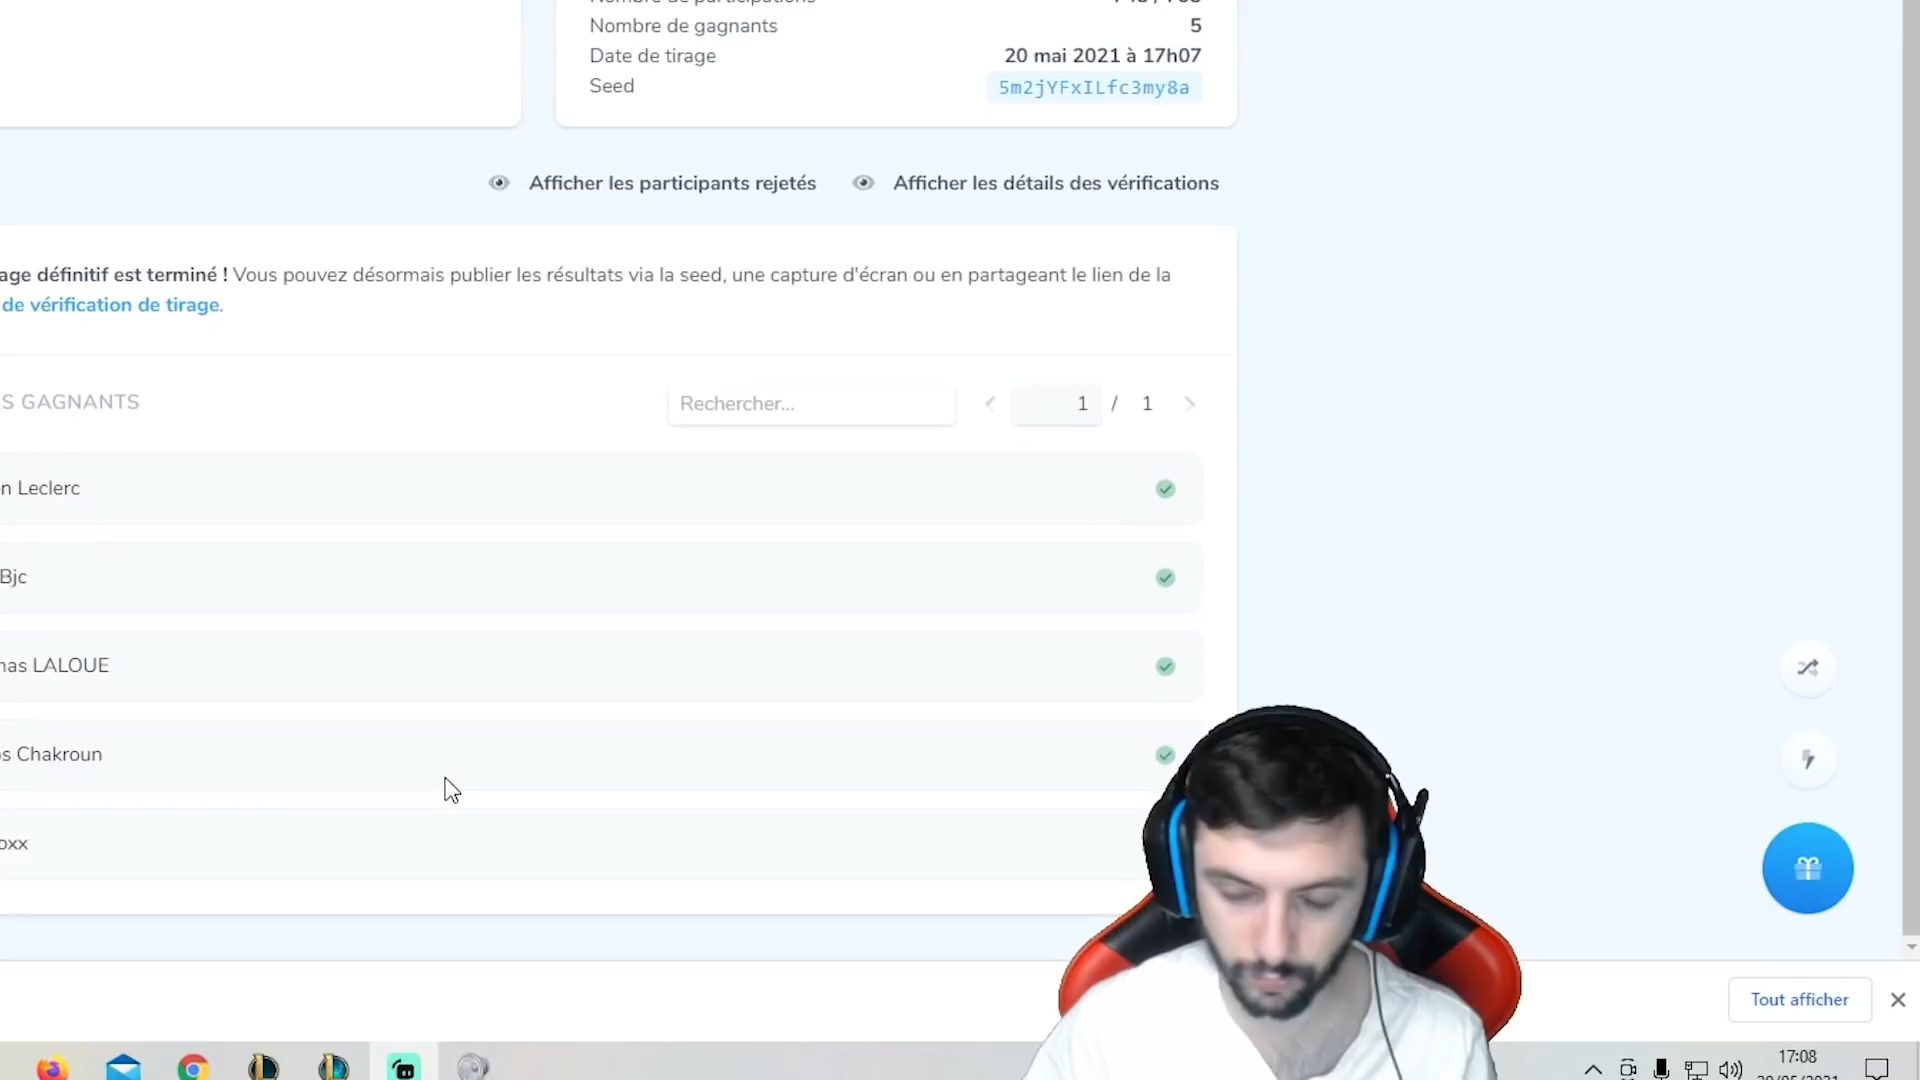 Nombre de participations
Nombre de gagnants 5
Date de tirage 20 mai 2021 à 17h07
Seed 5m2jYFxILfc3my8a
Afficher les participants rejetés Afficher les détails des vérifications
age définitif est terminé ! Vous pouvez désormais publier les résultats via la seed, une capture d'écran ou en partageant le lien de la
de vérification de tirage.
S GAGNANTS Rechercher... 1 / 1
n Leclerc
Bjc
nas LALOUE
s Chakroun
oxx
Tout afficher
17:08